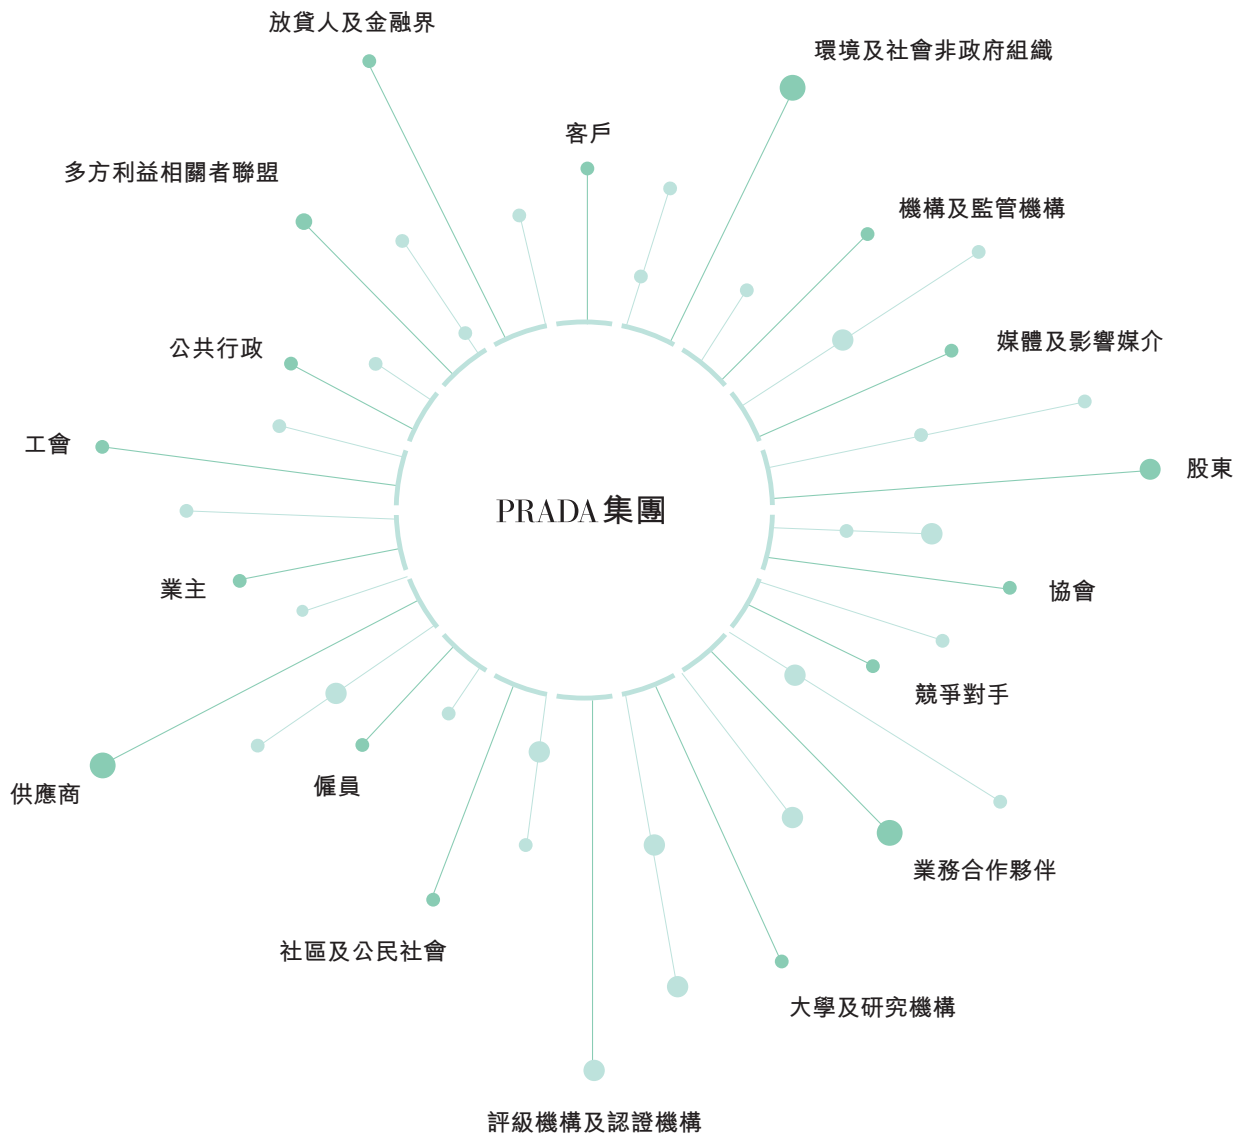 放貸人及金融界
環境及社會非政府組織
客戶
多方利益相關者聯盟
機構及監管機構
公共行政
媒體及影響媒介
工會
股東
PRADA 集團
業主
協會
競爭對手
供應商
僱員
業務合作夥伴
社區及公民社會
大學及研究機構
評級機構及認證機構